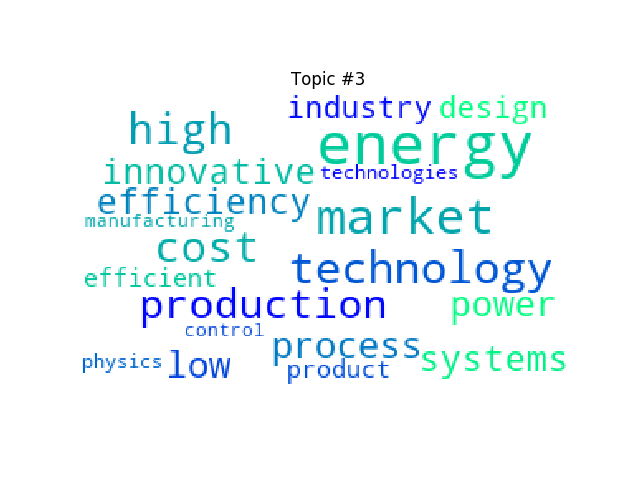 Topic #3
industry design
high
energy
innovative technologies
efficiency
market
manufacturing
cost
technology
efficient
production power
control
process
systems
physics low
product